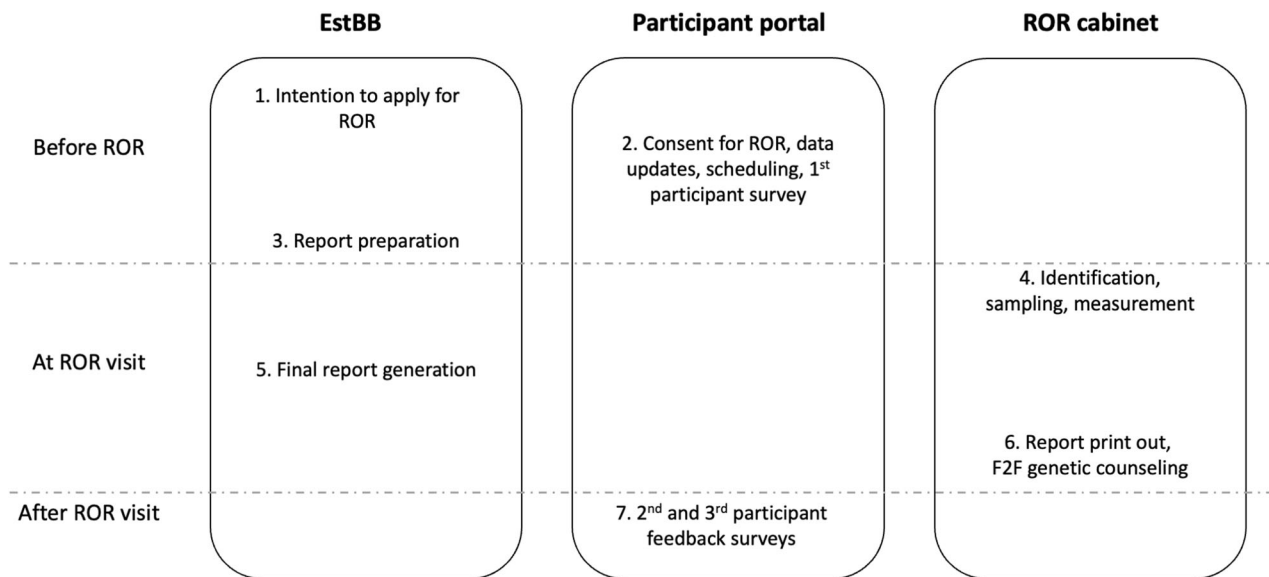 EstBB
Participant portal
ROR cabinet
Before ROR
1. Intention to apply for
ROR
2. Consent for ROR, data
updates, scheduling, 1st
participant survey
3. Report preparation
4. Identification,
sampling, measurement
At ROR visit
5. Final report generation
6. Report print out,
F2F genetic counseling
After ROR visit
7. 2nd and 3rd participant
feedback surveys